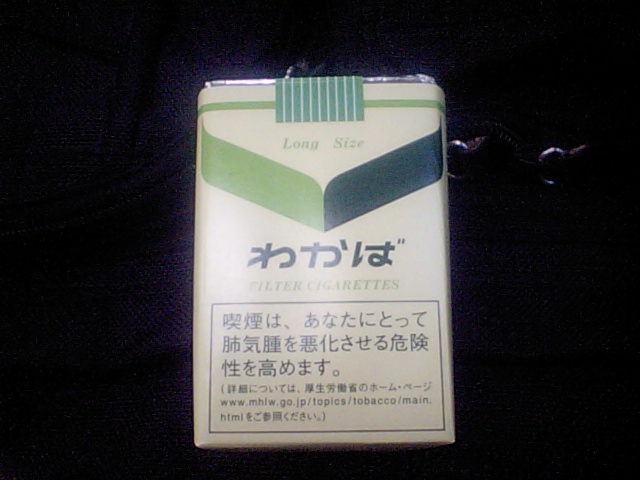 Long Size
わかば
FILTER CIGARETTES
喫煙は、あなたにとって
肺気腫を悪化させる危険
性を高めます。
(詳細については、厚生労働省のホーム・ページ
www.mhlw.go.jp/topics/tobacco/main.
htmlをご参照ください。)